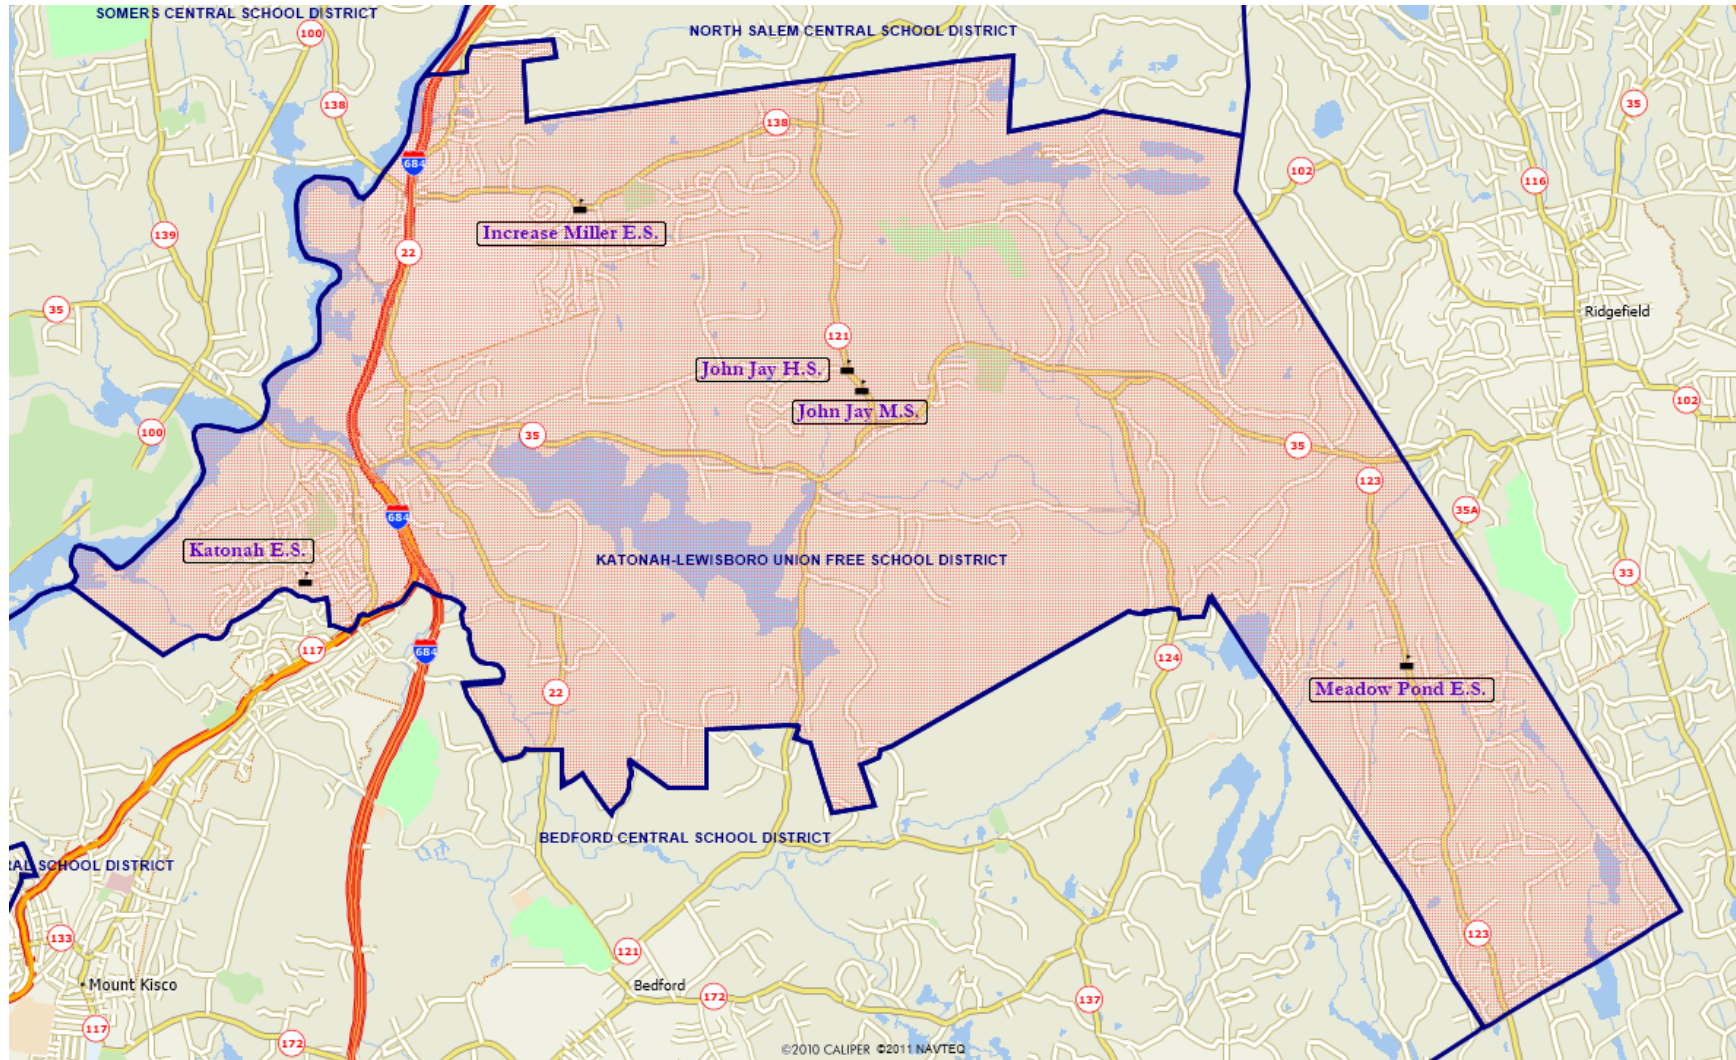 SOMERS CENTRAL SCHOOL DISTRICT
NORTH SALEM CENTRAL SCHOOL DISTRICT
100
35
138
138
684
102
116
Increase Miller E.S.
139
22
35
Ridgefield
121
John Jay H.S.
102
John Jay M.S.
100
35
35
123
35A
684
Katonah E.S.
KATONAH-LEWISBORO UNION FREE SCHOOL DISTRICT
33
117
684
124
22
Meadow Pond E.S.
BEDFORD CENTRAL SCHOOL DISTRICT
RAL SCHOOL DISTRICT
133
121
123
Mount Kisco
Bedford
172
137
117
172
©2010 CALIPER ©2011 NAVTEQ